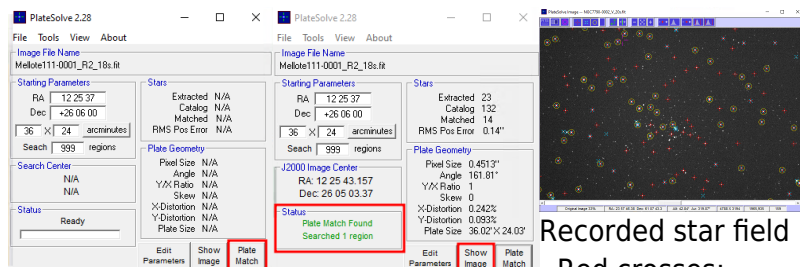 PlateSolve 2.28
File Tools View About
Image File Name
Mellote111-0001_R2_18s.fit
Starting Parameters
RA 12 25 37
Dec +26 06 00
36 X 24 arcminutes
Seach 999 regions
Stars
Extracted N/A
Catalog N/A
Matched N/A
RMS Pos Error N/A
Search Center
N/A
N/A
Plate Geometry
Pixel Size N/A
Angle N/A
Y/X Ratio N/A
Skew N/A
X-Distortion N/A
Y-Distortion N/A
Plate Size N/A
Status
Ready
Edit Parameters
Show Image
Plate Match
PlateSolve 2.28
File Tools View About
Image File Name
Mellote111-0001_R2_18s.fit
Starting Parameters
RA 12 25 37
Dec +26 06 00
36 X 24 arcminutes
Seach 999 regions
Stars
Extracted 23
Catalog 132
Matched 14
RMS Pos Error 0.14"
J2000 Image Center
RA: 12 25 43.157
Dec: 26 05 03.37
Plate Geometry
Pixel Size 0.4513"
Angle 161.81°
Y/X Ratio 1
Skew 0
X-Distortion 0.242%
Y-Distortion 0.093%
Plate Size 36.02' X 24.03'
Status
Plate Match Found
Searched 1 region
Edit Parameters
Show Image
Plate Match
Recorded star field
Red crosses: